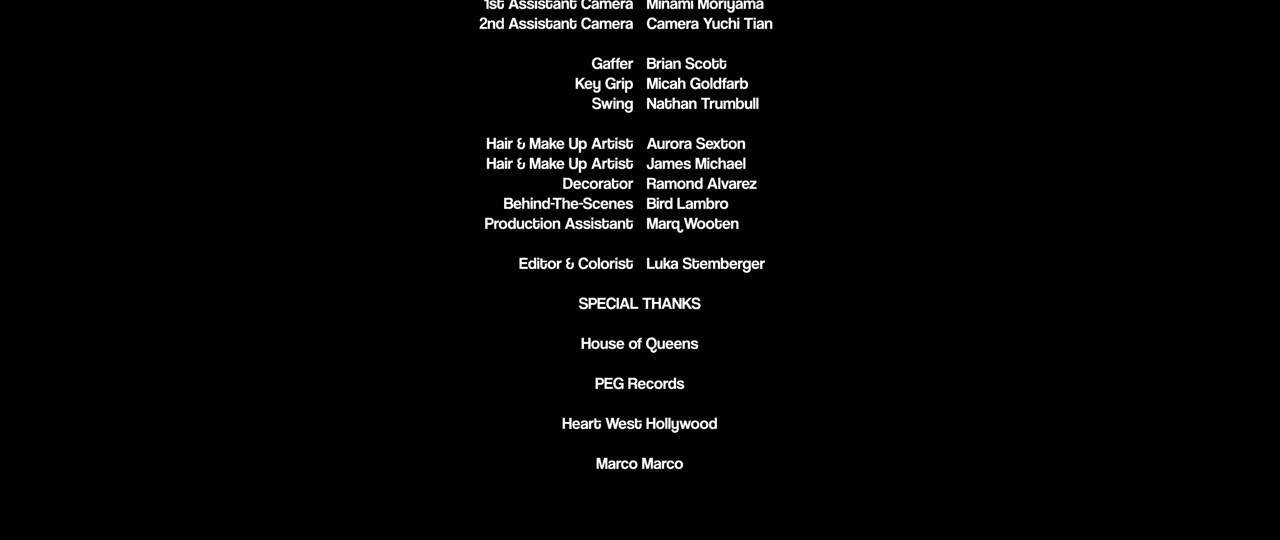 1st Assistant Camera Minami Moriyama
2nd Assistant Camera Camera Yuchi Tian
Gaffer Brian Scott
Key Grip Micah Goldfarb
Swing Nathan Trumbull
Hair & Make Up Artist Aurora Sexton
Hair & Make Up Artist James Michael
Decorator Ramond Alvarez
Behind-The-Scenes Bird Lambro
Production Assistant Marq Wooten
Editor & Colorist Luka Stemberger
SPECIAL THANKS
House of Queens
PEG Records
Heart West Hollywood
Marco Marco